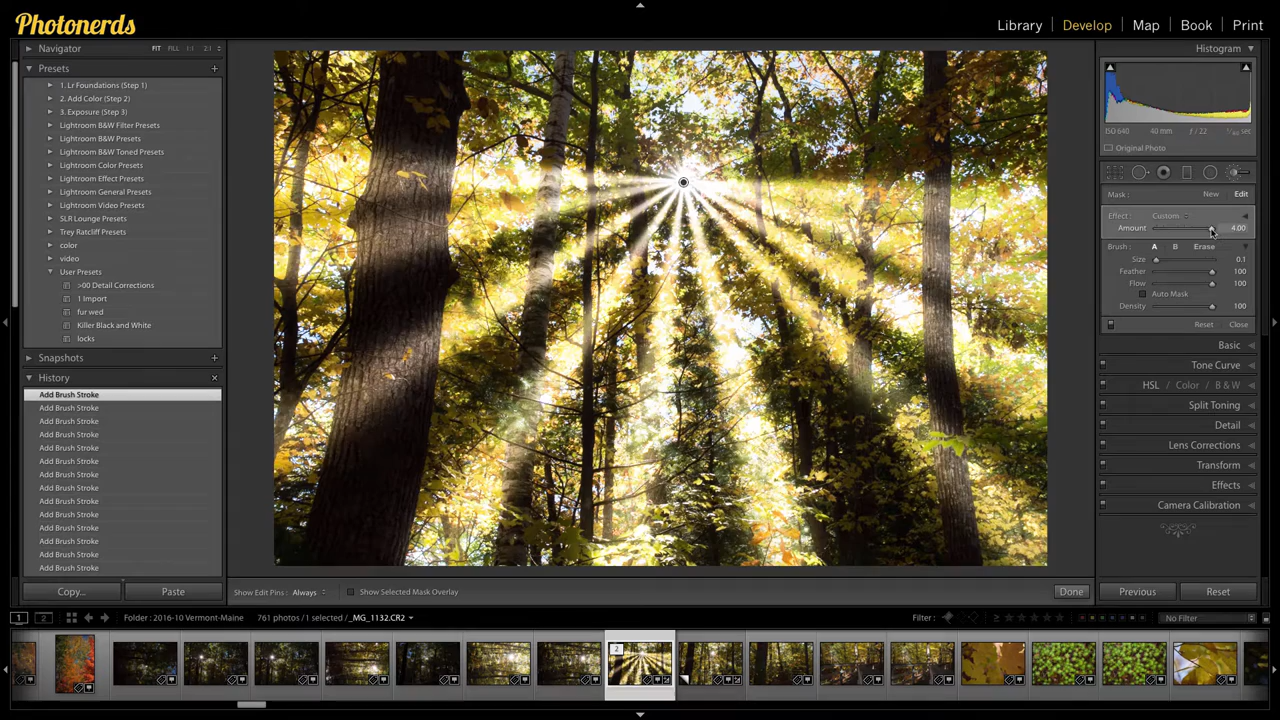 Photonerds
Library | Develop | Map | Book | Print
Navigator FIT FILL 1:1 2:1
Presets
1. Lr Foundations (Step 1)
2. Add Color (Step 2)
3. Exposure (Step 3)
Lightroom B&W Filter Presets
Lightroom B&W Presets
Lightroom B&W Toned Presets
Lightroom Color Presets
Lightroom Effect Presets
Lightroom General Presets
Lightroom Video Presets
SLR Lounge Presets
Trey Ratcliff Presets
color
video
User Presets
>00 Detail Corrections
1 Import
fur wed
Killer Black and White
locks
Snapshots
History
Add Brush Stroke
Add Brush Stroke
Add Brush Stroke
Add Brush Stroke
Add Brush Stroke
Add Brush Stroke
Add Brush Stroke
Add Brush Stroke
Add Brush Stroke
Add Brush Stroke
Add Brush Stroke
Add Brush Stroke
Add Brush Stroke
Add Brush Stroke
Copy... Paste
Show Edit Pins: Always Show Selected Mask Overlay Done
Histogram
ISO 640 40 mm f / 22 1/60 sec
Original Photo
Mask : New Edit
Effect : Custom
Amount 4.00
Brush : A B Erase
Size 0.1
Feather 100
Flow 100
Auto Mask
Density 100
Reset Close
Basic
Tone Curve
HSL / Color / B & W
Split Toning
Detail
Lens Corrections
Transform
Effects
Camera Calibration
Previous Reset
1 2 Folder : 2016-10 Vermont-Maine 761 photos / 1 selected / _MG_1132.CR2 Filter : No Filter
2